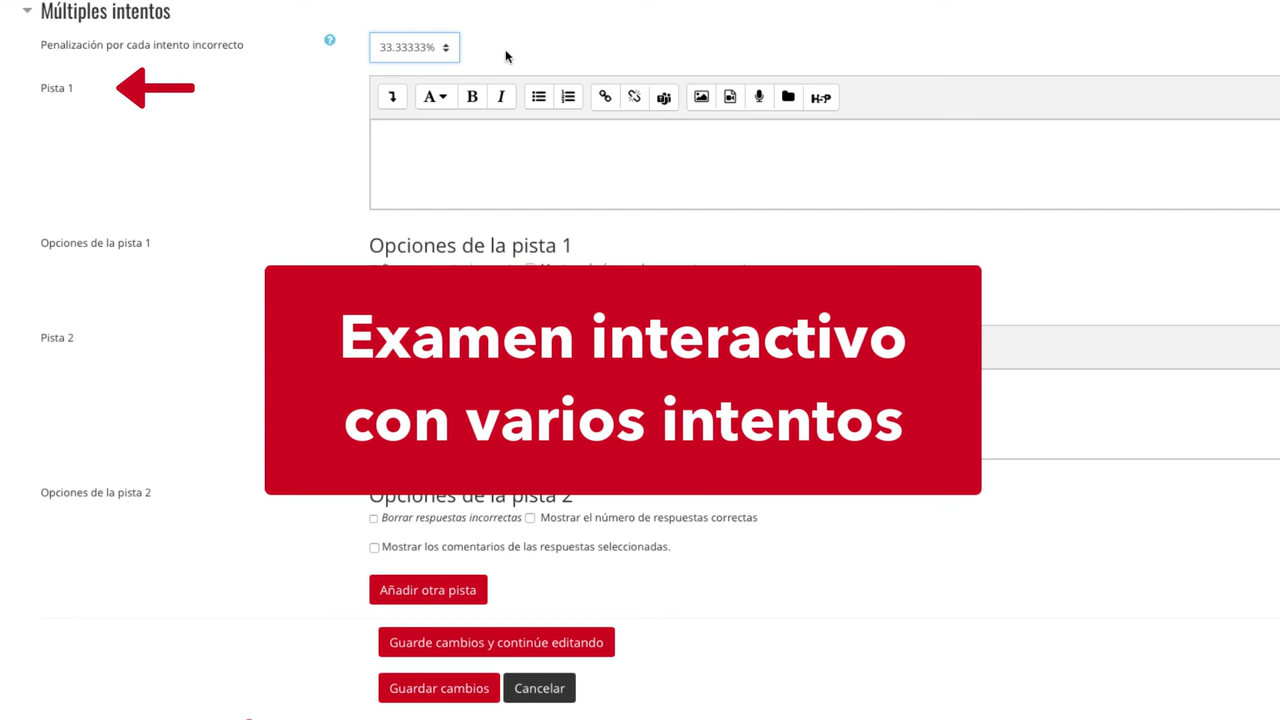 Múltiples intentos
Penalización por cada intento incorrecto
33.33333%
Pista 1
A B I
H-P
Opciones de la pista 1
Opciones de la pista 1
Examen interactivo
con varios intentos
Pista 2
Opciones de la pista 2
Opciones de la pista 2
Borrar respuestas incorrectas Mostrar el número de respuestas correctas
Mostrar los comentarios de las respuestas seleccionadas.
Añadir otra pista
Guarde cambios y continúe editando
Guardar cambios Cancelar